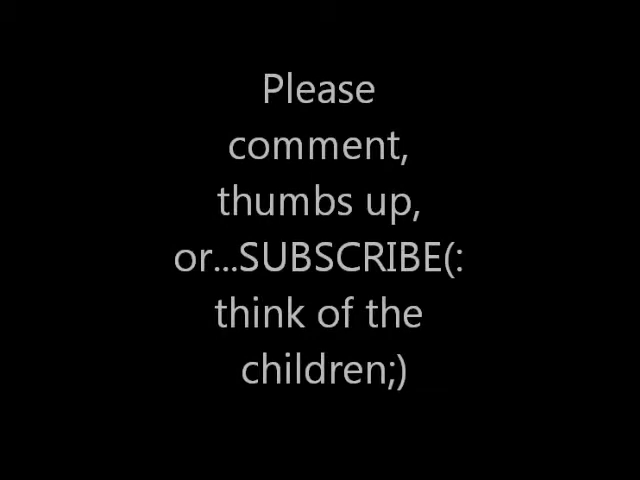 Please
comment,
thumbs up,
or...SUBSCRIBE(:
think of the
children;)